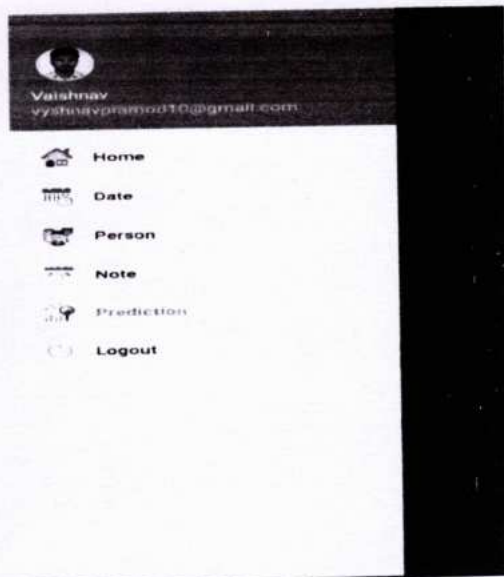 Vaishnav
vyshnavpramod10@gmail.com
Home
Date
Person
Note
Prediction
Logout